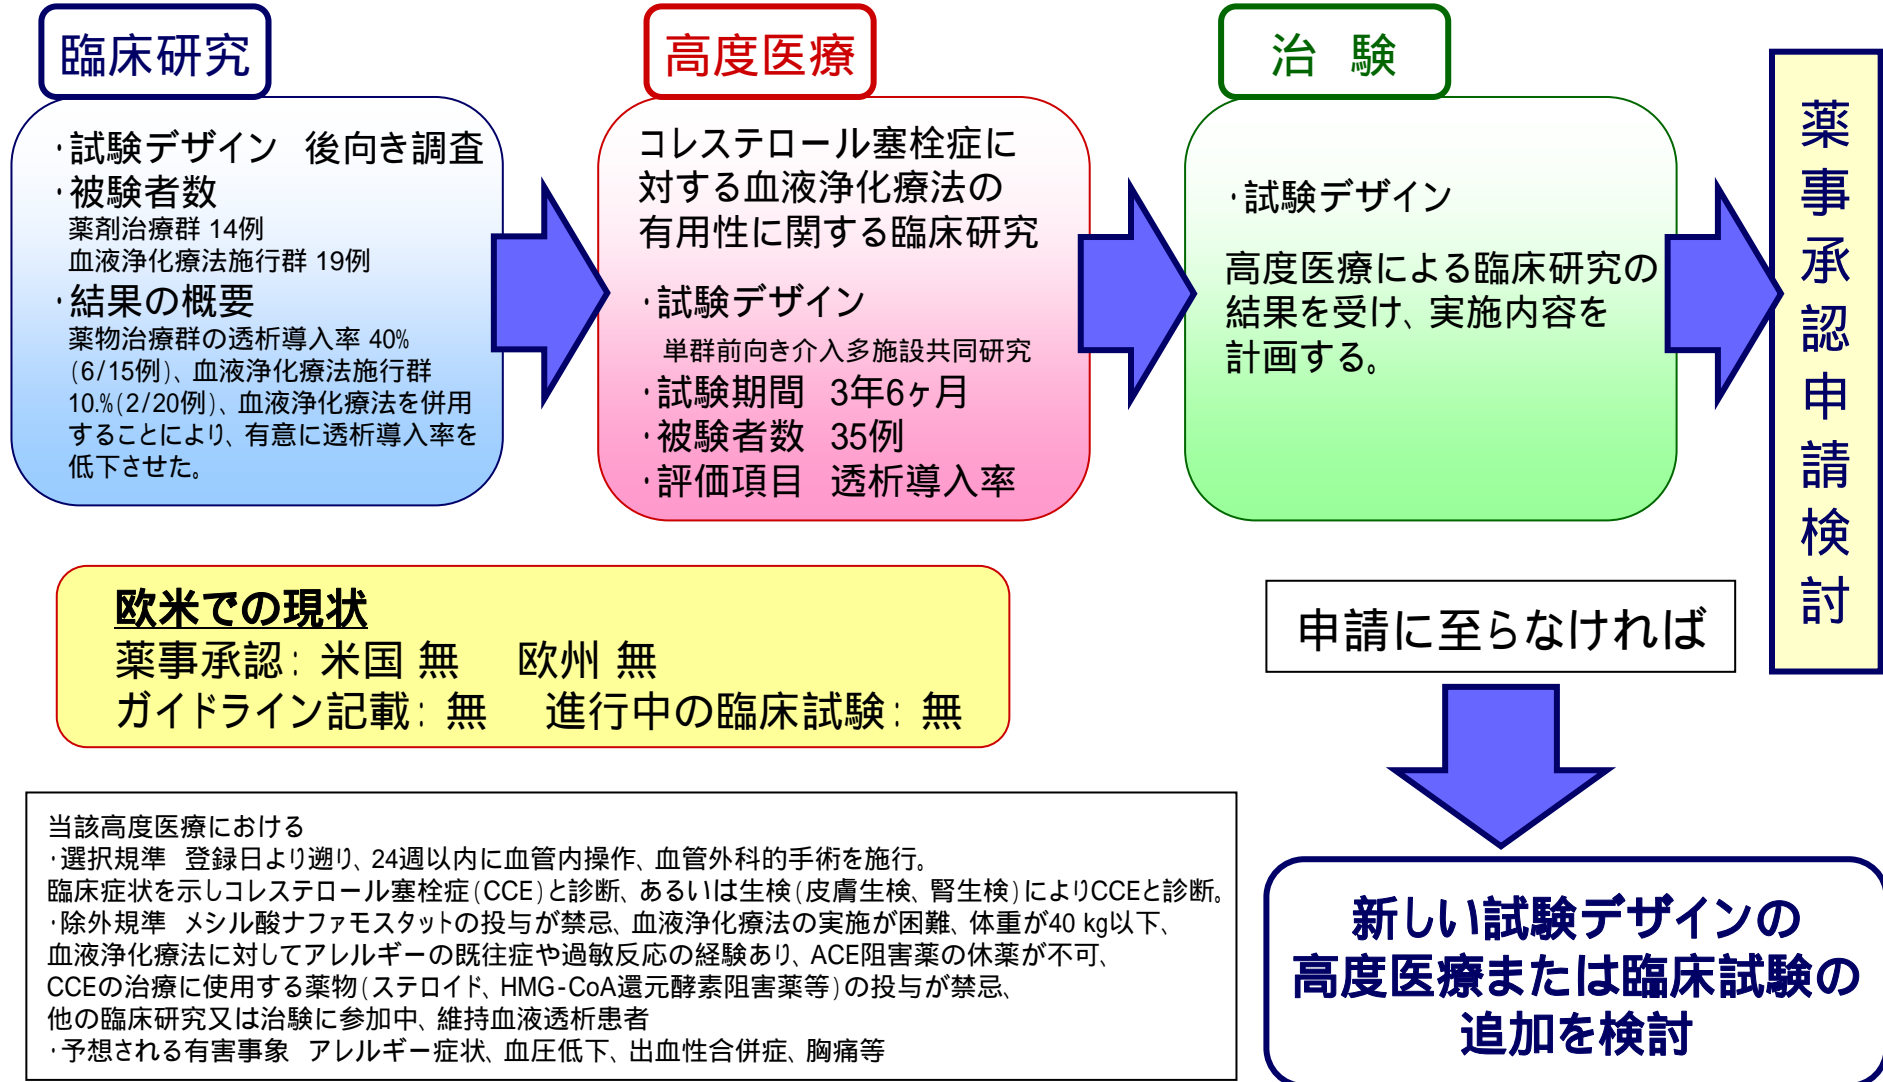 臨床研究
・試験デザイン 後向き調査
・被験者数
薬剤治療群 14例
血液浄化療法施行群 19例
・結果の概要
薬物治療群の透析導入率 40%
(6/15例)、血液浄化療法施行群
10.%(2/20例)、血液浄化療法を併用
することにより、有意に透析導入率を
低下させた。
高度医療
コレステロール塞栓症に
対する血液浄化療法の
有用性に関する臨床研究
・試験デザイン
単群前向き介入多施設共同研究
・試験期間 3年6ヶ月
・被験者数 35例
・評価項目 透析導入率
治 験
・試験デザイン
高度医療による臨床研究の
結果を受け、実施内容を
計画する。
薬事承認申請検討
欧米での現状
薬事承認: 米国 無 欧州 無
ガイドライン記載: 無 進行中の臨床試験: 無
申請に至らなければ
当該高度医療における
・選択規準 登録日より遡り、24週以内に血管内操作、血管外科的手術を施行。
臨床症状を示しコレステロール塞栓症(CCE)と診断、あるいは生検(皮膚生検、腎生検)によりCCEと診断。
・除外規準 メシル酸ナファモスタットの投与が禁忌、血液浄化療法の実施が困難、体重が40 kg以下、
血液浄化療法に対してアレルギーの既往症や過敏反応の経験あり、ACE阻害薬の休薬が不可、
CCEの治療に使用する薬物(ステロイド、HMG-CoA還元酵素阻害薬等)の投与が禁忌、
他の臨床研究又は治験に参加中、維持血液透析患者
・予想される有害事象 アレルギー症状、血圧低下、出血性合併症、胸痛等
新しい試験デザインの
高度医療または臨床試験の
追加を検討